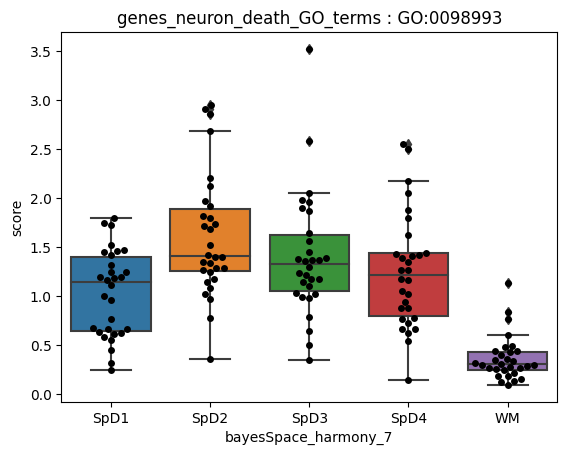 genes_neuron_death_GO_terms : GO:0098993
score
3.5
3.0
2.5
2.0
1.5
1.0
0.5
0.0
SpD1 SpD2 SpD3 SpD4 WM
bayesSpace_harmony_7